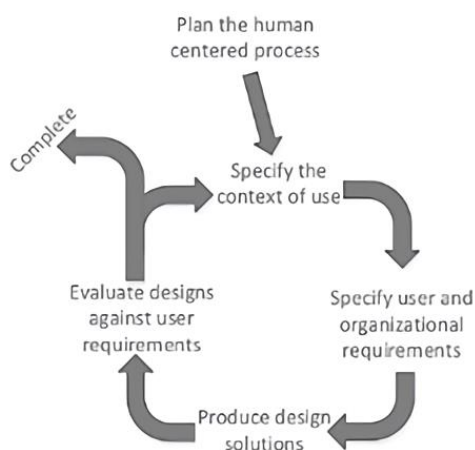 Plan the human
centered process
Complete
Specify the
context of use
Evaluate designs
against user
requirements
Specify user and
organizational
requirements
Produce design
solutions